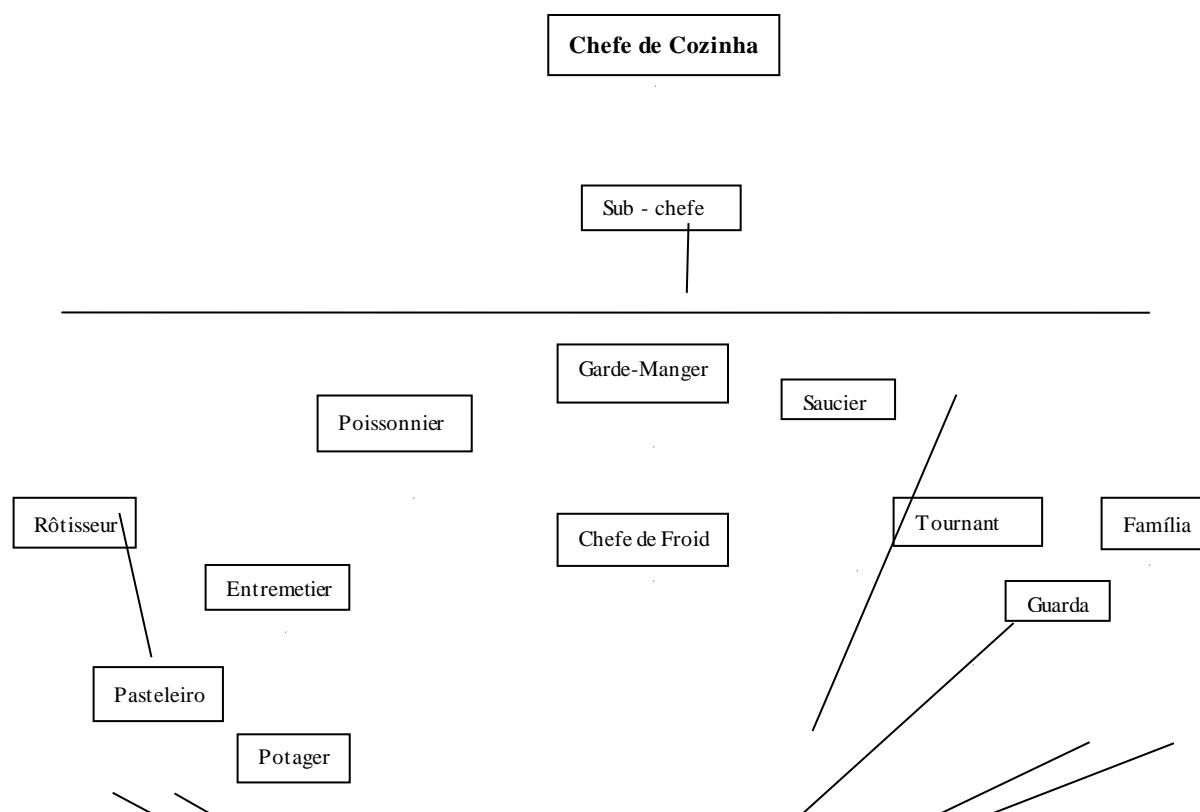 Chefe de Cozinha
Sub - chefe
Garde-Manger
Saucier
Poissonnier
Rôtisseur
Chefe de Froid
Tournant
Família
Entremetier
Guarda
Pasteleiro
Potager